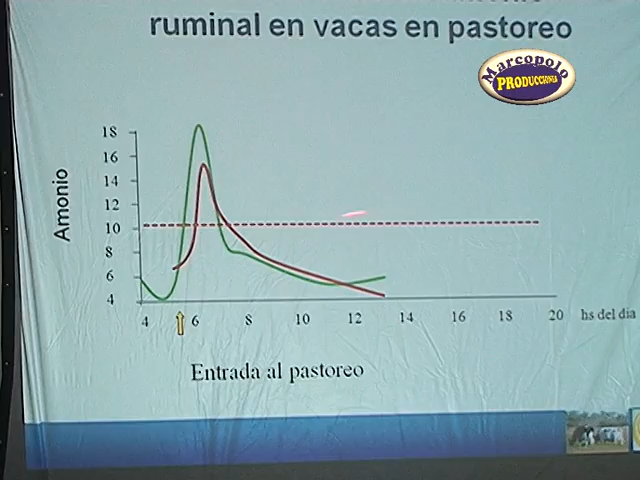 ruminal en vacas en pastoreo
Marcopolo
PRODUCCIONES
Amonio
18
16
14
12
10
8
6
4
4 6 8 10 12 14 16 18 20 hs del dia
Entrada al pastoreo